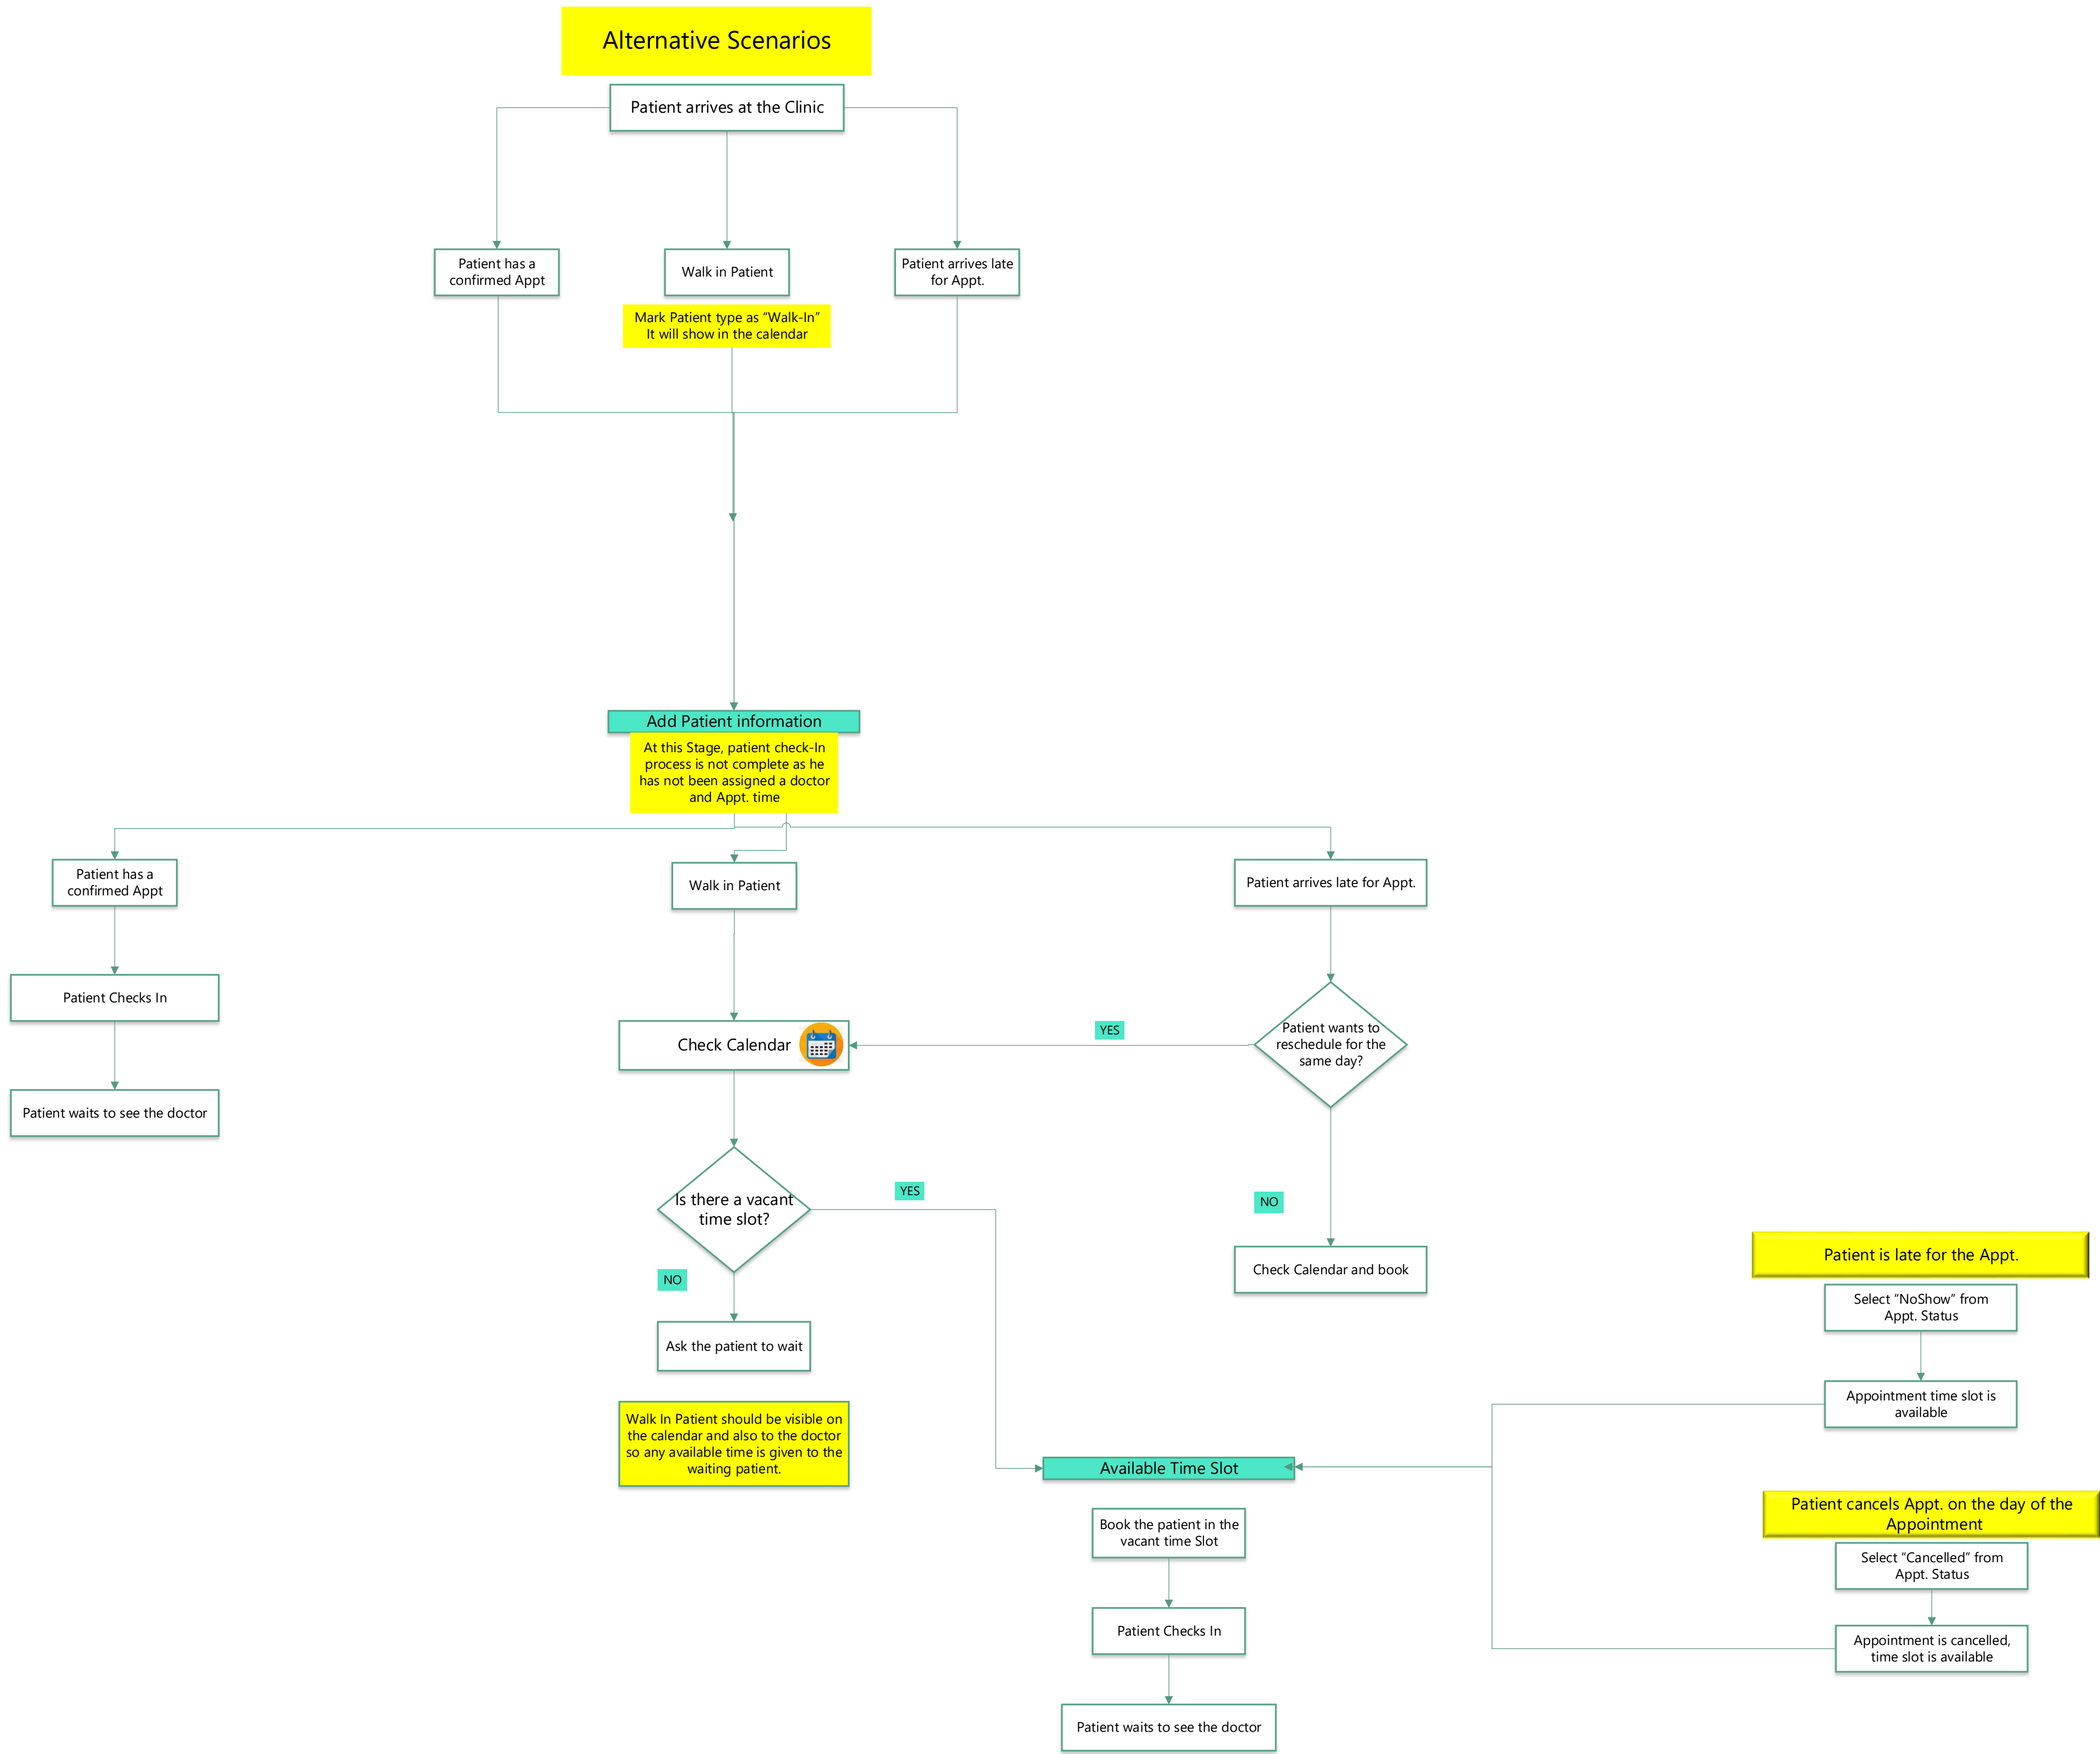 Alternative Scenarios
Patient arrives at the Clinic
Patient has a
confirmed Appt
Walk in Patient
Patient arrives late
for Appt.
Mark Patient type as “Walk-In”
It will show in the calendar
Add Patient information
At this Stage, patient check-In
process is not complete as he
has not been assigned a doctor
and Appt. time
Patient has a
confirmed Appt
Walk in Patient
Patient arrives late for Appt.
Patient Checks In
Check Calendar
YES
Patient wants to
reschedule for the
same day?
Patient waits to see the doctor
Is there a vacant
time slot?
YES
NO
NO
Check Calendar and book
Ask the patient to wait
Walk In Patient should be visible on
the calendar and also to the doctor
so any available time is given to the
waiting patient.
Patient is late for the Appt.
Select “NoShow” from
Appt. Status
Appointment time slot is
available
Available Time Slot
Book the patient in the
vacant time Slot
Patient Checks In
Patient waits to see the doctor
Patient cancels Appt. on the day of the
Appointment
Select “Cancelled” from
Appt. Status
Appointment is cancelled,
time slot is available